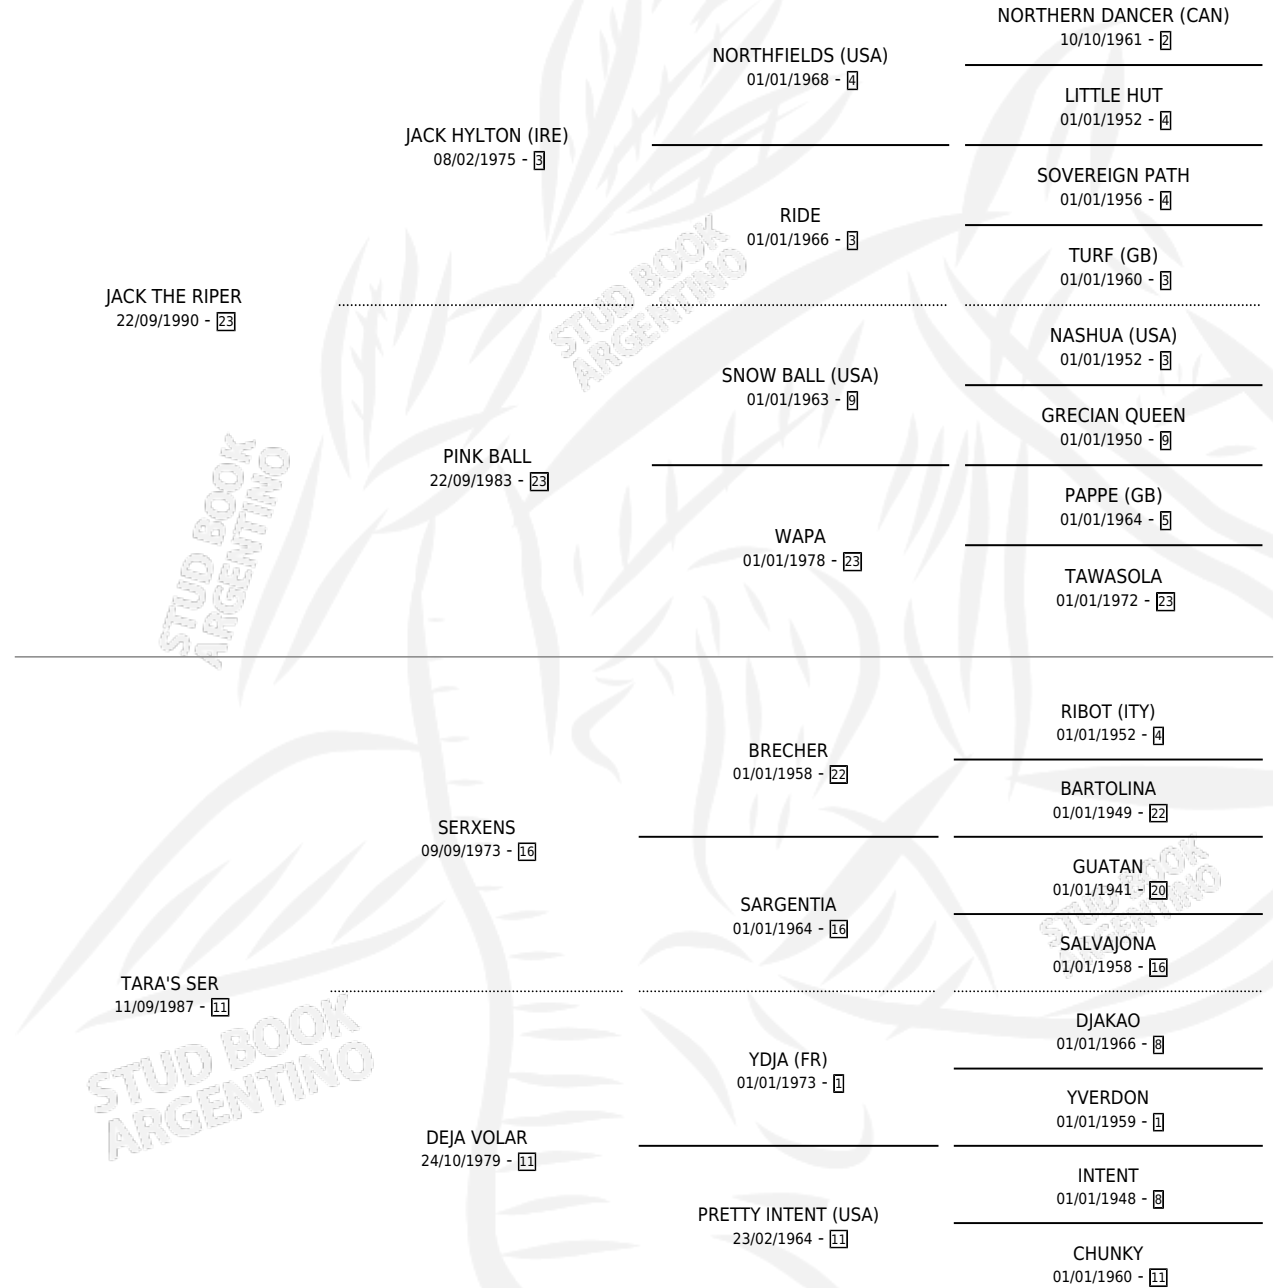 NORTHERN DANCER (CAN)
10/10/1961 - 2
NORTHFIELDS (USA)
01/01/1968 - 4
LITTLE HUT
01/01/1952 - 4
JACK HYLTON (IRE)
08/02/1975 - 3
SOVEREIGN PATH
01/01/1956 - 4
RIDE
01/01/1966 - 3
TURF (GB)
01/01/1960 - 3
JACK THE RIPER
22/09/1990 - 23
NASHUA (USA)
01/01/1952 - 3
SNOW BALL (USA)
01/01/1963 - 9
GRECIAN QUEEN
01/01/1950 - 9
PINK BALL
22/09/1983 - 23
PAPPE (GB)
01/01/1964 - 5
WAPA
01/01/1978 - 23
TAWASOLA
01/01/1972 - 23
RIBOT (ITY)
01/01/1952 - 4
BRECHER
01/01/1958 - 22
BARTOLINA
01/01/1949 - 22
SERXENS
09/09/1973 - 16
GUATAN
01/01/1941 - 20
SARGENTIA
01/01/1964 - 16
SALVAJONA
01/01/1958 - 16
TARA'S SER
11/09/1987 - 11
DJAKAO
01/01/1966 - 8
YDJA (FR)
01/01/1973 - 1
YVERDON
01/01/1959 - 1
DEJA VOLAR
24/10/1979 - 11
INTENT
01/01/1948 - 8
PRETTY INTENT (USA)
23/02/1964 - 11
CHUNKY
01/01/1960 - 11
STUD BOOK
ARGENTINO
STUD BOOK
ARGENTINO
STUD BOOK
ARGENTINO
STUD BOOK
ARGENTINO